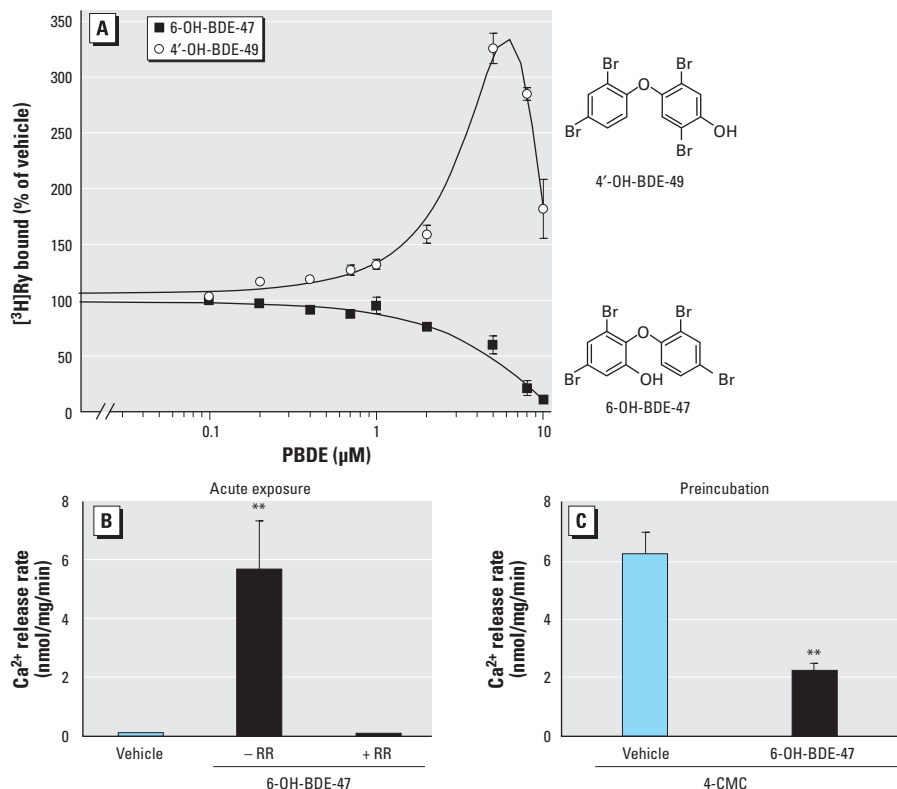 A
6-OH-BDE-47
4′-OH-BDE-49
350
300
250
200
150
100
50
0
[³H]Ry bound (% of vehicle)
0.1
1
10
PBDE (µM)
Br
O
Br
Br
OH
Br
4′-OH-BDE-49
Br
O
Br
Br
OH
Br
6-OH-BDE-47
B
Acute exposure
8
6
4
2
0
Ca²⁺ release rate
(nmol/mg/min)
**
Vehicle
– RR
+ RR
6-OH-BDE-47
C
Preincubation
8
6
4
2
0
Ca²⁺ release rate
(nmol/mg/min)
**
Vehicle
6-OH-BDE-47
4-CMC